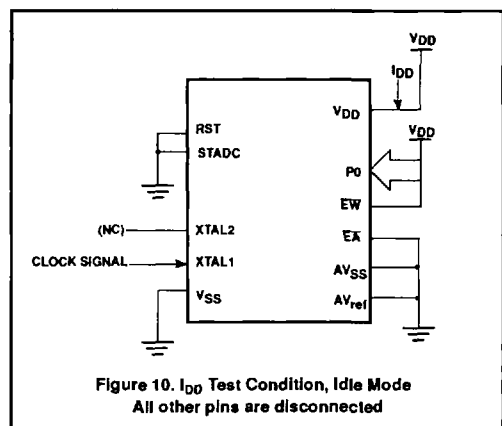 VDD
IDD
VDD
RST
STADC
VDD
P0
EW
(NC)
XTAL2
EA
CLOCK SIGNAL
XTAL1
AVSS
VSS
AVref
Figure 10. IDD Test Condition, Idle Mode
All other pins are disconnected